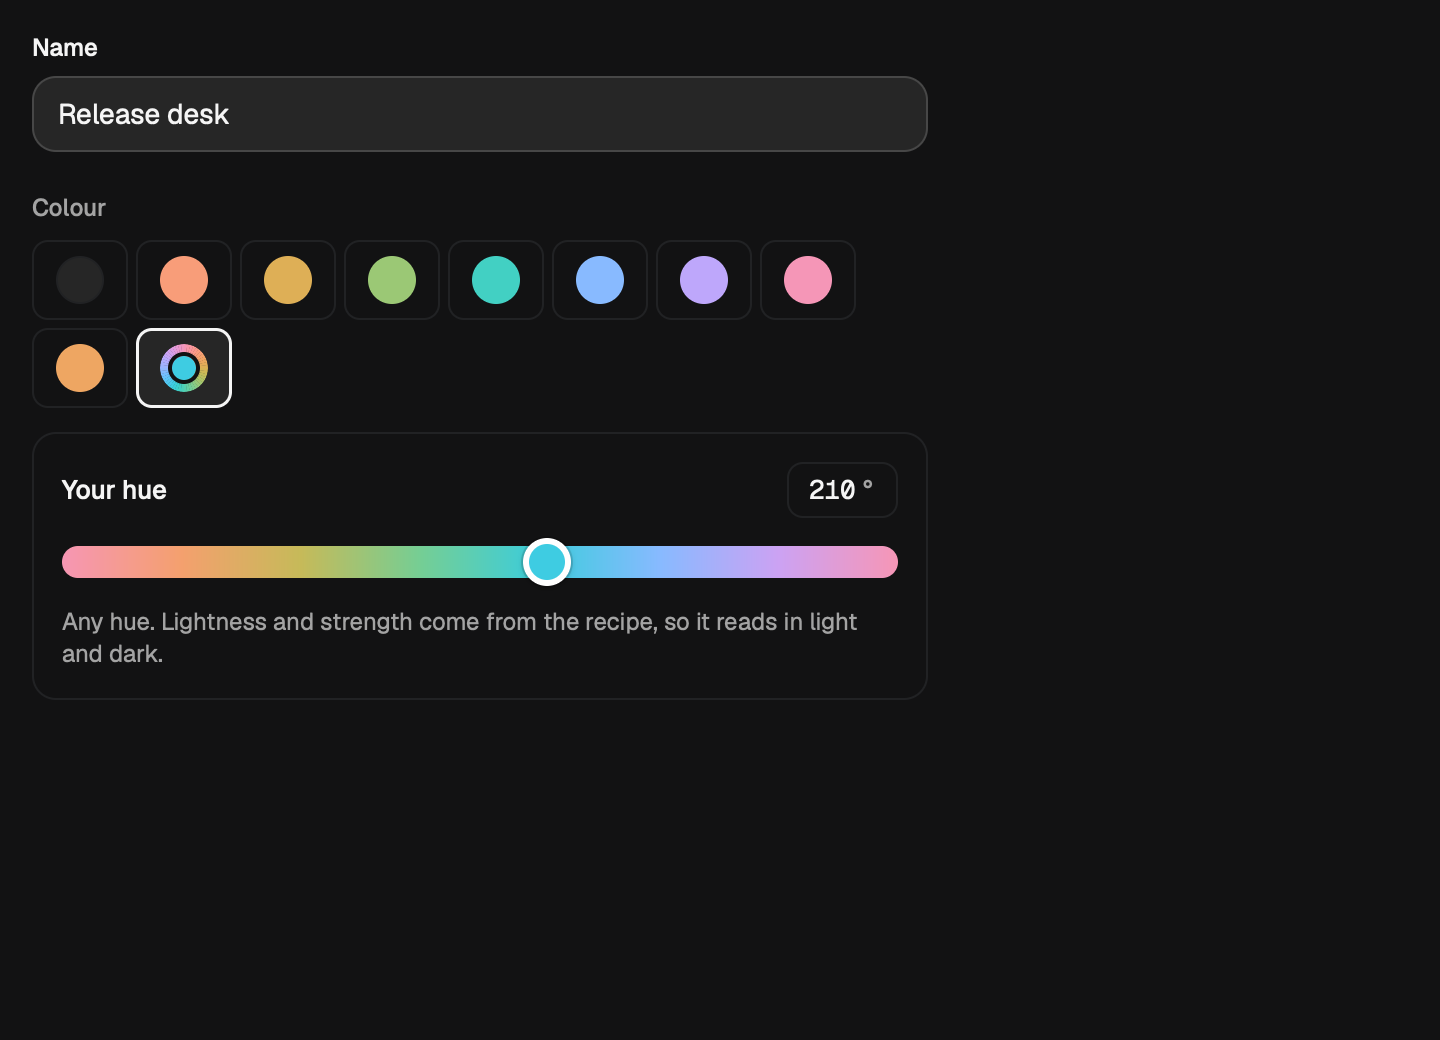 Name
Release desk
Colour
Your hue
210 °
Any hue. Lightness and strength come from the recipe, so it reads in light
and dark.